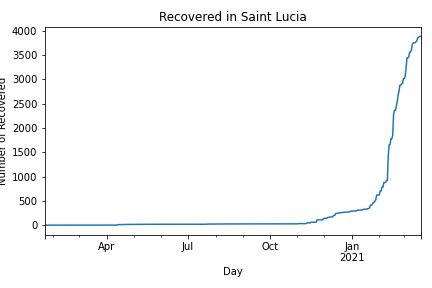 Recovered in Saint Lucia
4000
3500
3000
2500
2000
1500
1000
500
0
Number of Recovered
Apr
Jul
Oct
Jan
2021
Day